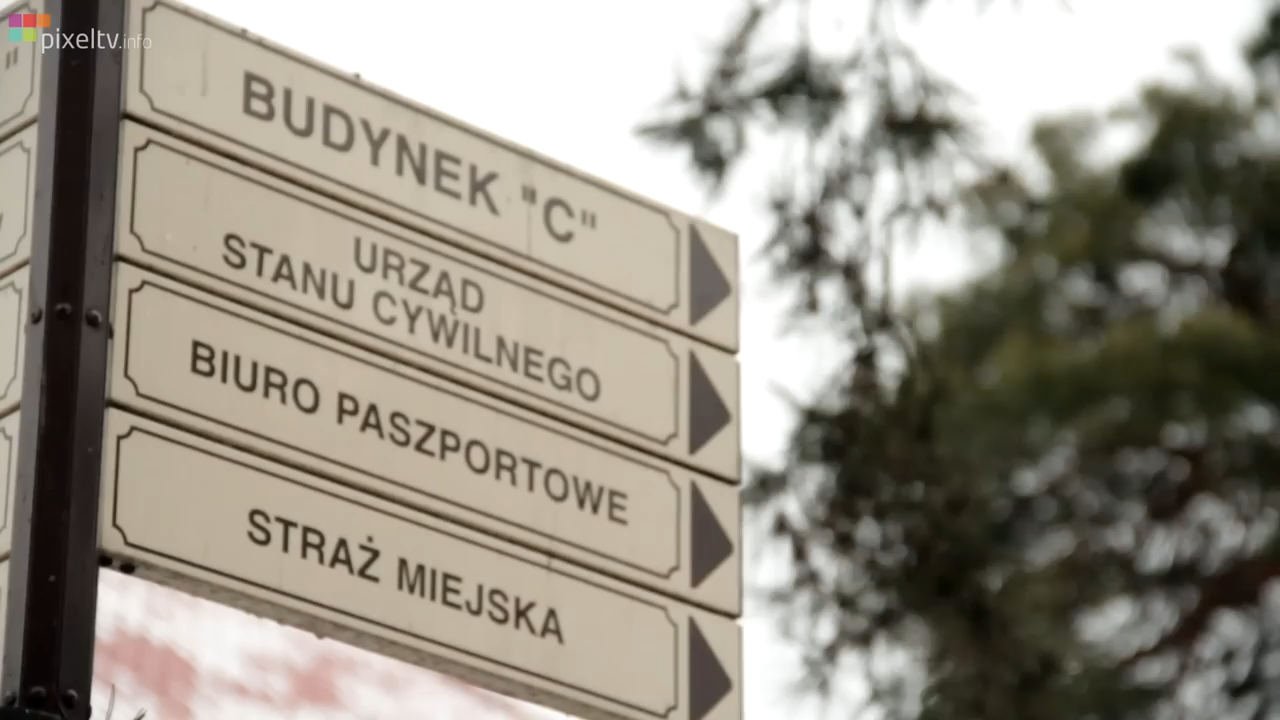 pixeltv.info
BUDYNEK "C"
URZĄD
STANU CYWILNEGO
BIURO PASZPORTOWE
STRAŻ MIEJSKA